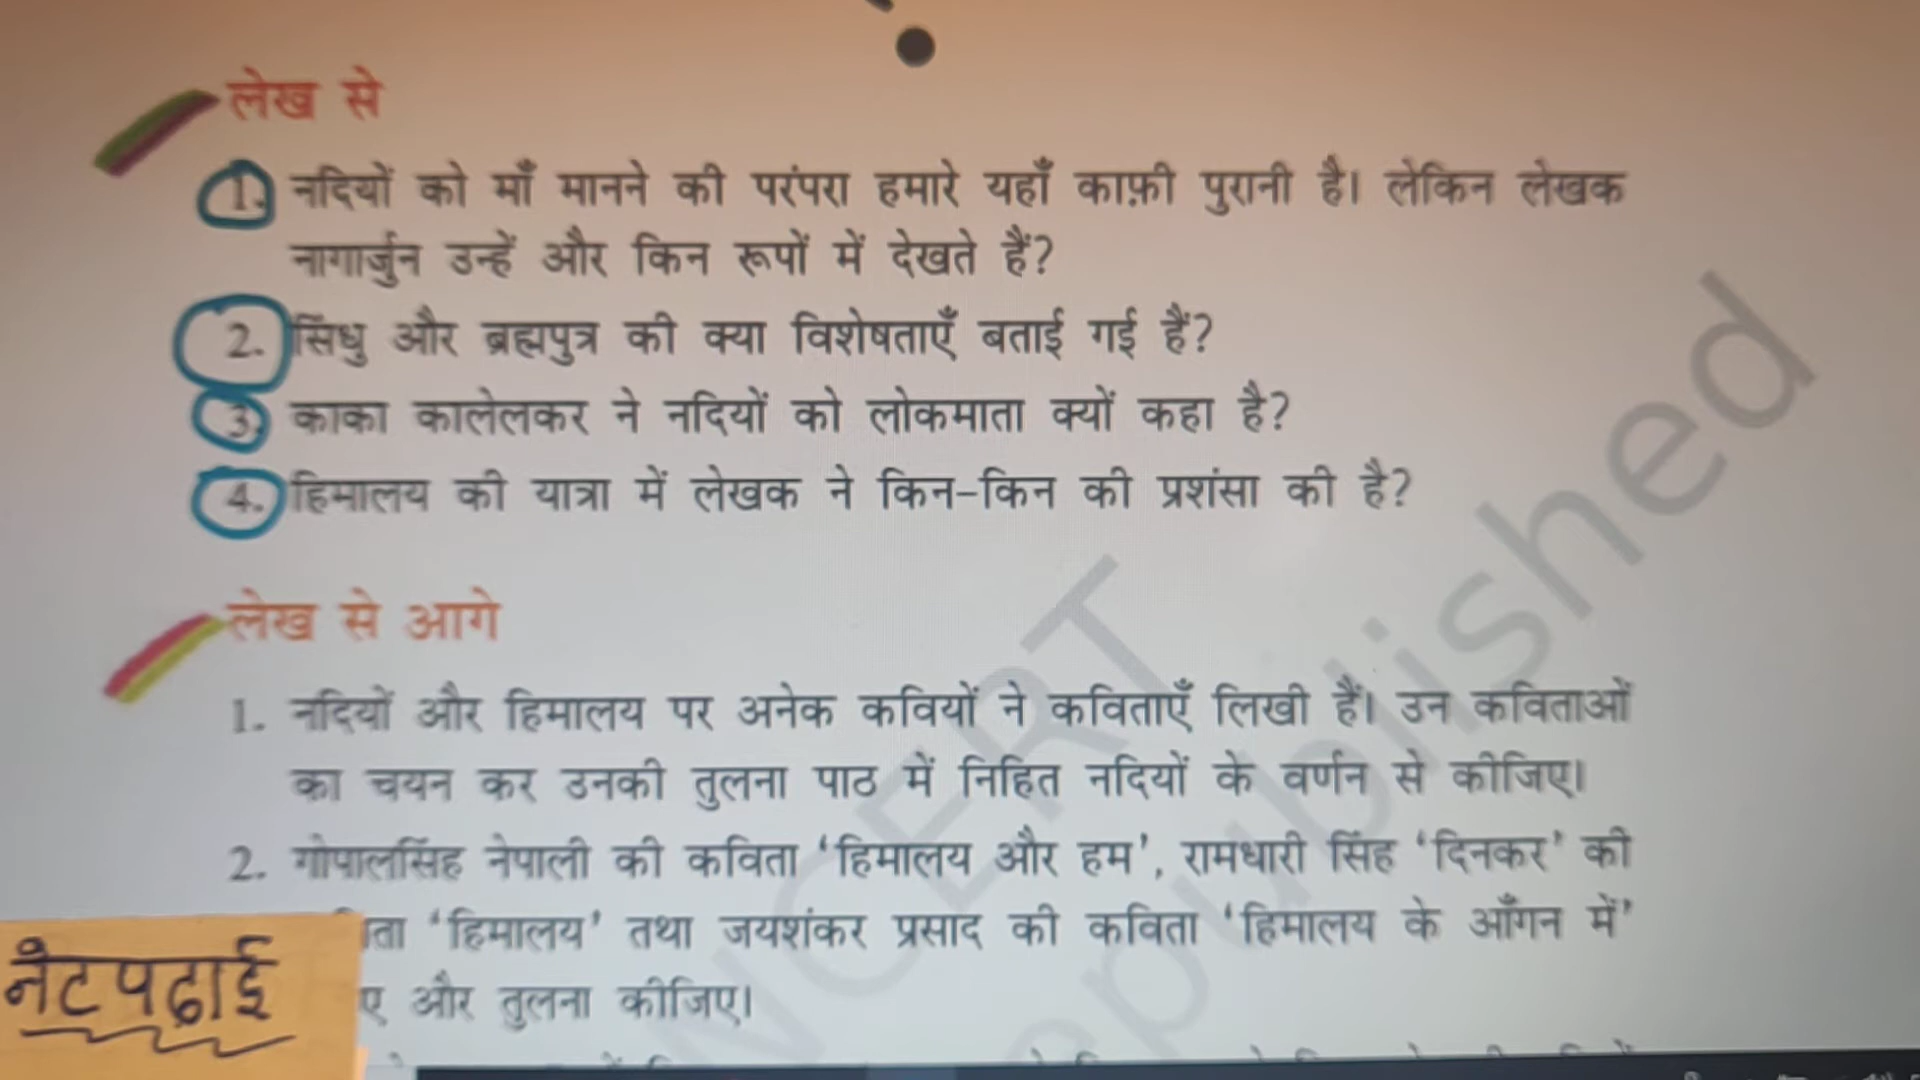 लेख से
1. नदियों को माँ मानने की परंपरा हमारे यहाँ काफ़ी पुरानी है। लेकिन लेखक
नागार्जुन उन्हें और किन रूपों में देखते हैं?
2. सिंधु और ब्रह्मपुत्र की क्या विशेषताएँ बताई गई हैं?
3. काका कालेलकर ने नदियों को लोकमाता क्यों कहा है?
4. हिमालय की यात्रा में लेखक ने किन-किन की प्रशंसा की है?
लेख से आगे
1. नदियों और हिमालय पर अनेक कवियों ने कविताएँ लिखी हैं। उन कविताओं
का चयन कर उनकी तुलना पाठ में निहित नदियों के वर्णन से कीजिए।
2. गोपालसिंह नेपाली की कविता ‘हिमालय और हम’, रामधारी सिंह ‘दिनकर’ की
ता ‘हिमालय’ तथा जयशंकर प्रसाद की कविता ‘हिमालय के आँगन में’
ए और तुलना कीजिए।
नेटपढाई
NCERT
republished